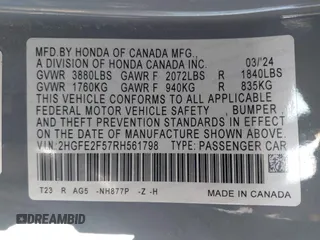 MFD.BY HONDA OF CANADA MFG.,
A DIVISION OF HONDA CANADA INC. 03/'24
GVWR 3880LBS GAWR F 2072LBS R 1840LBS
GVWR 1760KG GAWR F 940KG R 835KG
THIS VEHICLE CONFORMS TO ALL APPLICABLE
FEDERAL MOTOR VEHICLE SAFETY, BUMPER,
AND THEFT PREVENTION STANDARDS IN EFFECT
ON THE DATE OF MANUFACTURE SHOWN ABOVE.
VIN:2HGFE2F57RH561798 TYPE:PASSENGER CAR
T23 R AG5 -NH877P -Z -H
MADE IN CANADA
DREAMBID